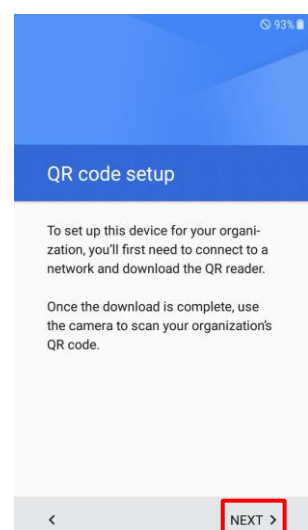 93%
QR code setup
To set up this device for your organi-
zation, you'll first need to connect to a
network and download the QR reader.
Once the download is complete, use
the camera to scan your organization's
QR code.
NEXT